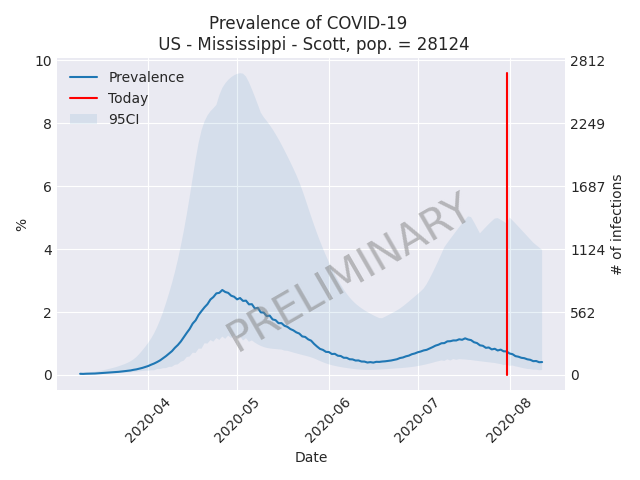 Prevalence of COVID-19
US - Mississippi - Scott, pop. = 28124
10
8
6
4
2
0
%
Prevalence
Today
95CI
PRELIMINARY
2812
2249
1687
1124
562
0
# of infections
2020-04
2020-05
2020-06
2020-07
2020-08
Date